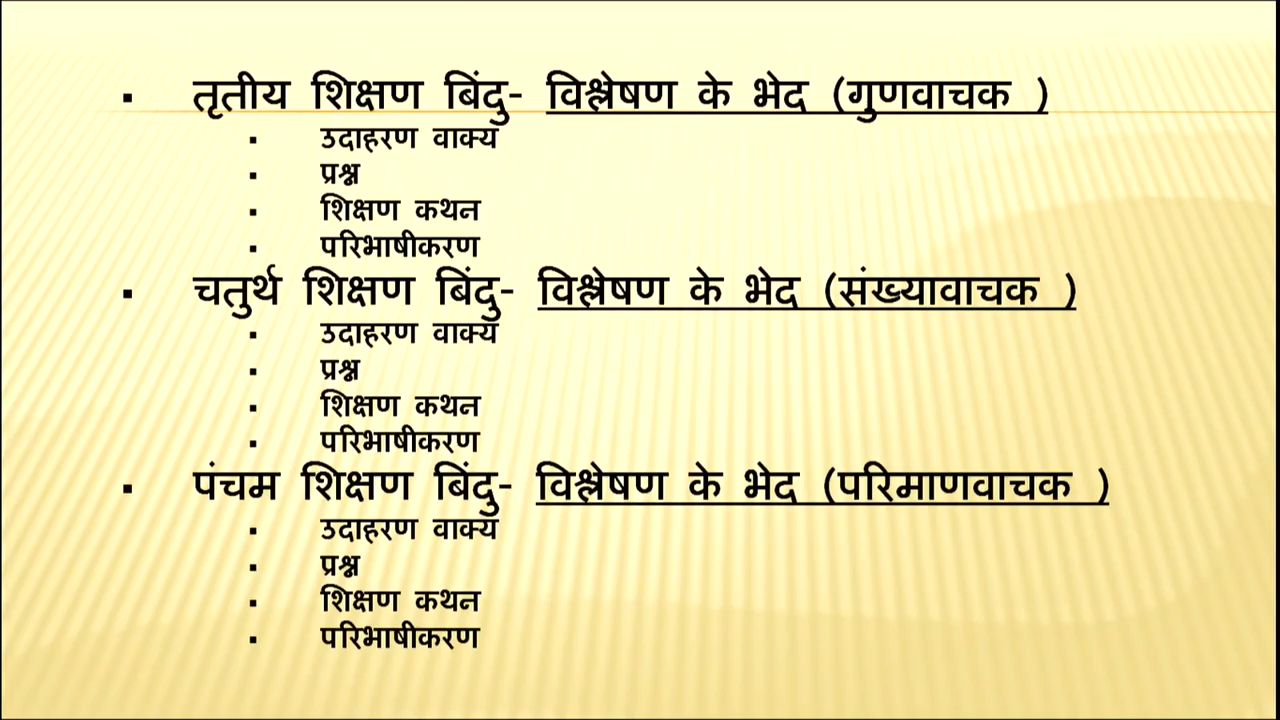 ▪ तृतीय शिक्षण बिंदु- विश्लेषण के भेद (गुणवाचक )
▪ उदाहरण वाक्य
▪ प्रश्न
▪ शिक्षण कथन
▪ परिभाषीकरण
▪ चतुर्थ शिक्षण बिंदु- विश्लेषण के भेद (संख्यावाचक )
▪ उदाहरण वाक्य
▪ प्रश्न
▪ शिक्षण कथन
▪ परिभाषीकरण
▪ पंचम शिक्षण बिंदु- विश्लेषण के भेद (परिमाणवाचक )
▪ उदाहरण वाक्य
▪ प्रश्न
▪ शिक्षण कथन
▪ परिभाषीकरण